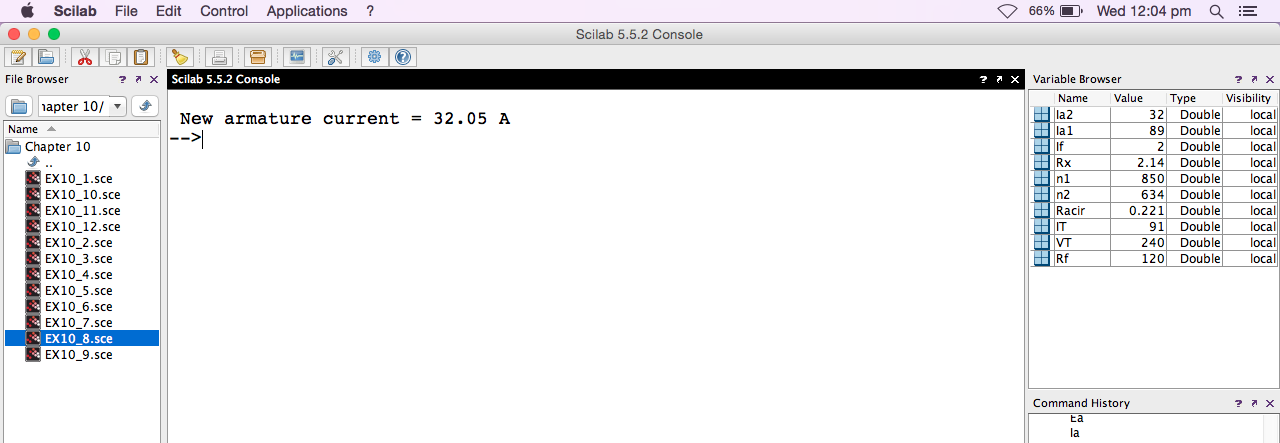 Scilab File Edit Control Applications ? 66% Wed 12:04 pm
Scilab 5.5.2 Console
File Browser ? Scilab 5.5.2 Console ? Variable Browser ?
apter 10/
Name
Chapter 10
..
EX10_1.sce
EX10_10.sce
EX10_11.sce
EX10_12.sce
EX10_2.sce
EX10_3.sce
EX10_4.sce
EX10_5.sce
EX10_6.sce
EX10_7.sce
EX10_8.sce
EX10_9.sce
New armature current = 32.05 A
-->
Name Value Type Visibility
Ia2 32 Double local
Ia1 89 Double local
If 2 Double local
Rx 2.14 Double local
n1 850 Double local
n2 634 Double local
Racir 0.221 Double local
IT 91 Double local
VT 240 Double local
Rf 120 Double local
Command History ?
Ea
Ia